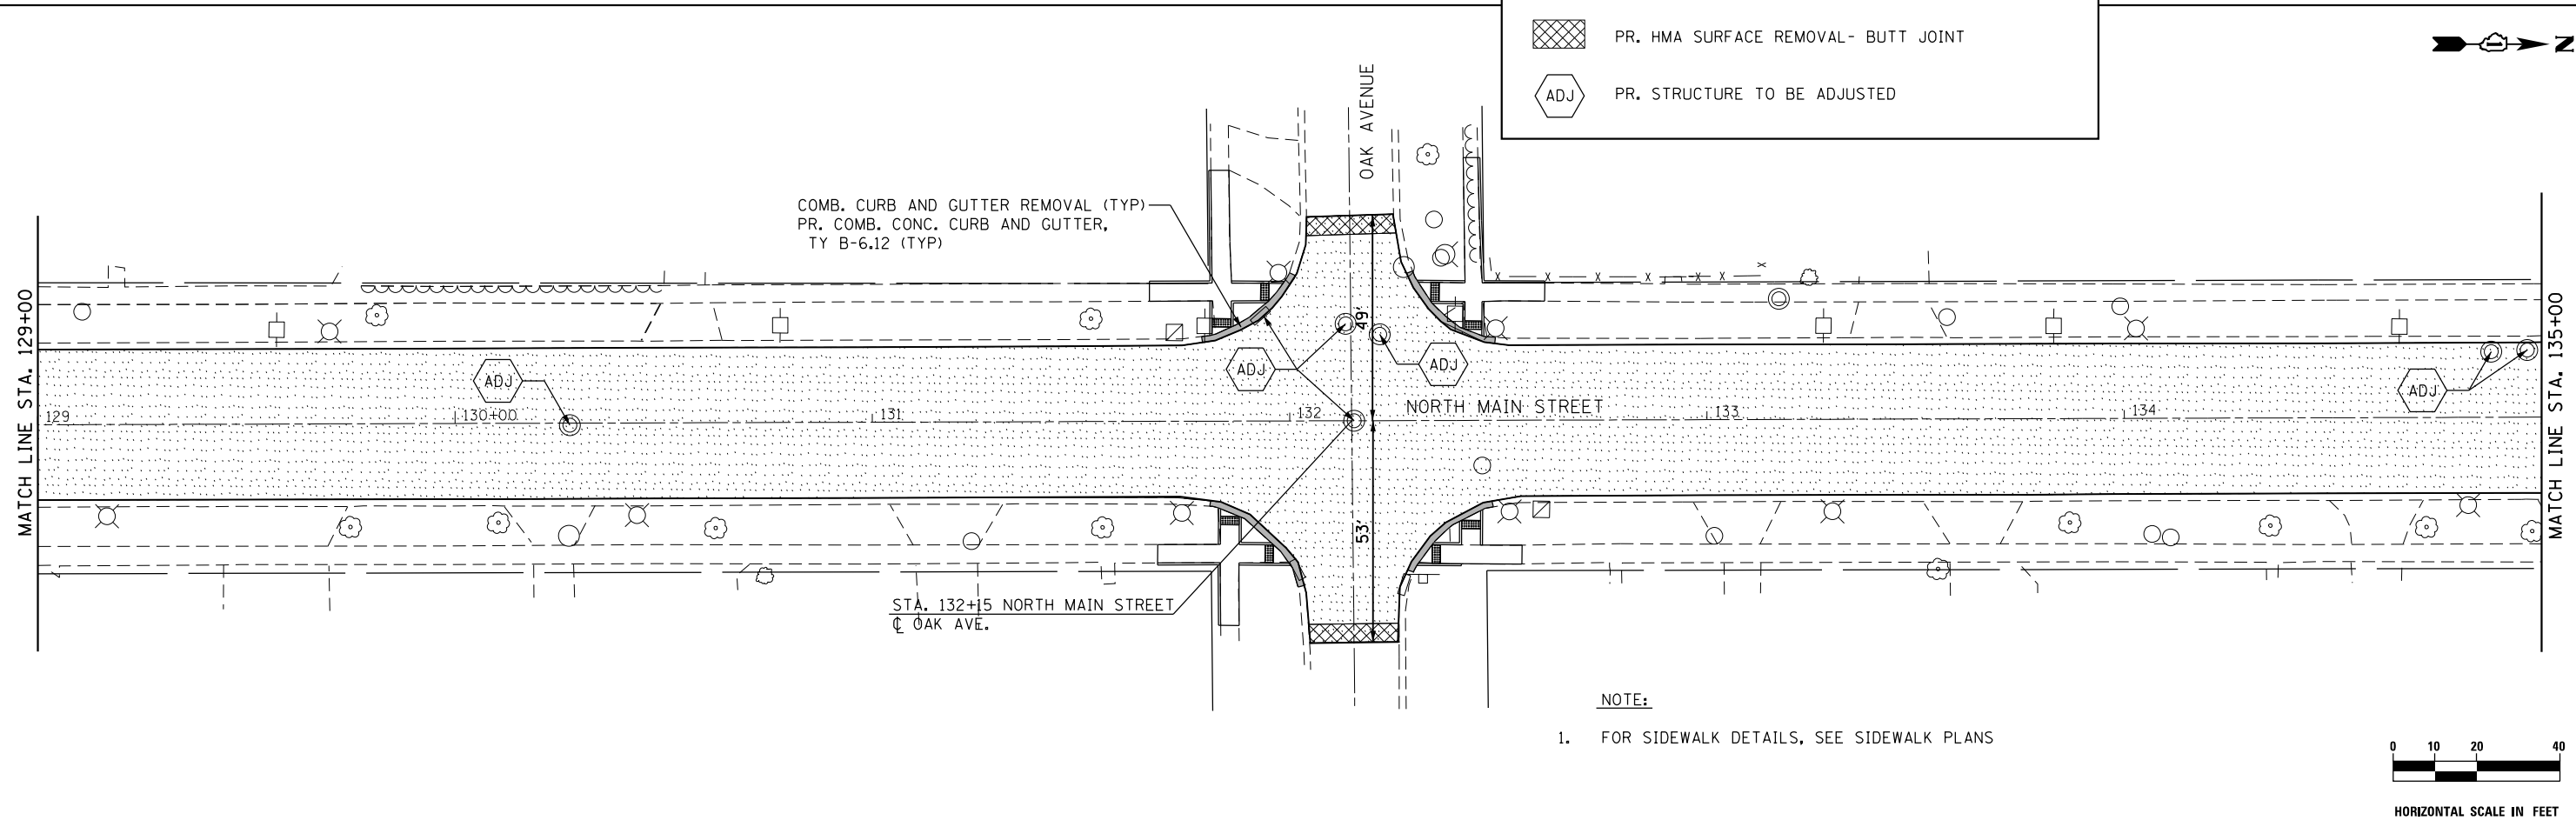 PR. HMA SURFACE REMOVAL- BUTT JOINT
ADJ
PR. STRUCTURE TO BE ADJUSTED
N
OAK AVENUE
COMB. CURB AND GUTTER REMOVAL (TYP)
PR. COMB. CONC. CURB AND GUTTER,
TY B-6.12 (TYP)
MATCH LINE STA. 129+00
MATCH LINE STA. 135+00
49'
ADJ
ADJ
ADJ
ADJ
129
130+00
131
132
NORTH MAIN STREET
133
134
53'
STA. 132+15 NORTH MAIN STREET
℄ OAK AVE.
NOTE:
1. FOR SIDEWALK DETAILS, SEE SIDEWALK PLANS
0 10 20 40
HORIZONTAL SCALE IN FEET